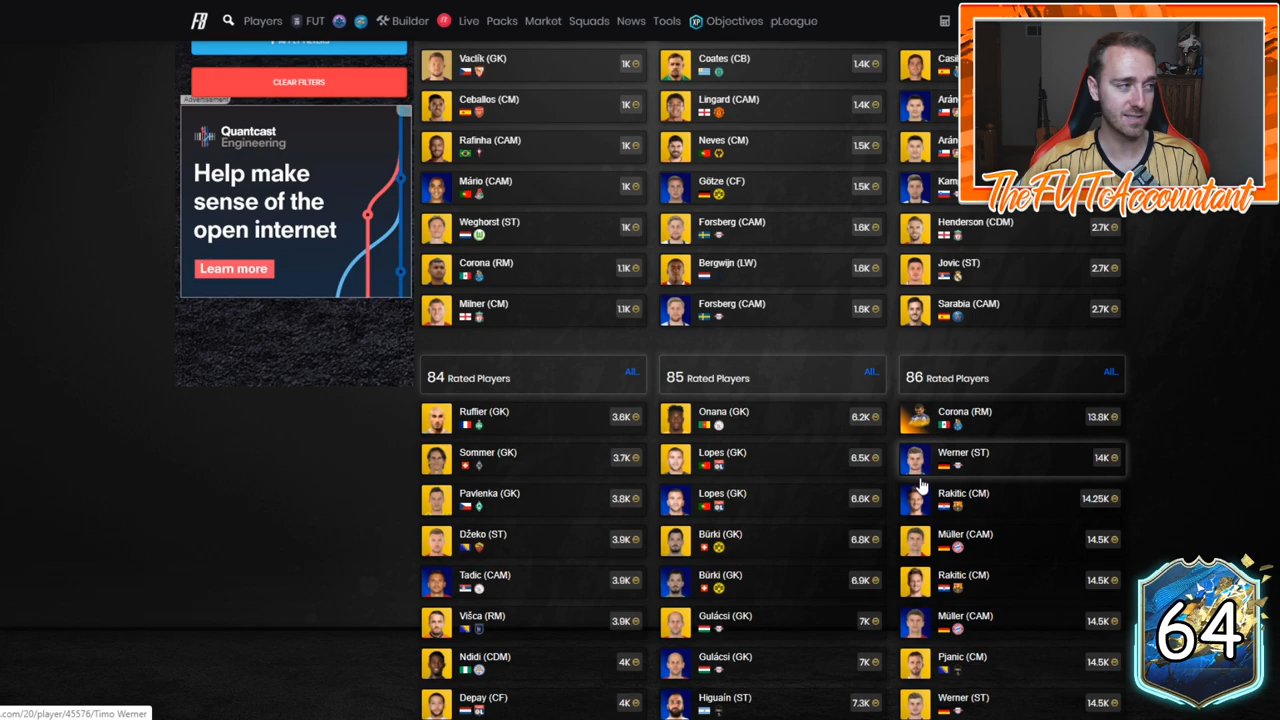 FB Players FUT Builder Live Packs Market Squads News Tools XP Objectives pLeague
APPLY FILTERS
CLEAR FILTERS
Advertisement
Quantcast
Engineering
Help make
sense of the
open internet
Learn more
Vaclík (GK) 1K
Ceballos (CM) 1K
Rafinha (CAM) 1K
Mário (CAM) 1K
Weghorst (ST) 1K
Corona (RM) 1.1K
Milner (CM) 1.1K
Coates (CB) 1.4K
Lingard (CAM) 1.4K
Neves (CM) 1.5K
Götze (CF) 1.5K
Forsberg (CAM) 1.6K
Bergwijn (LW) 1.6K
Forsberg (CAM) 1.6K
Henderson (CDM) 2.7K
Jovic (ST) 2.7K
Sarabia (CAM) 2.7K
TheFUTAccountant
84 Rated Players All..
Ruffier (GK) 3.6K
Sommer (GK) 3.7K
Pavlenka (GK) 3.8K
Džeko (ST) 3.9K
Tadic (CAM) 3.9K
Višca (RM) 3.9K
Ndidi (CDM) 4K
Depay (CF) 4K
85 Rated Players All..
Onana (GK) 6.2K
Lopes (GK) 6.5K
Lopes (GK) 6.6K
Bürki (GK) 6.8K
Bürki (GK) 6.9K
Gulácsi (GK) 7K
Gulácsi (GK) 7K
Higuaín (ST) 7.3K
86 Rated Players All..
Corona (RM) 13.8K
Werner (ST) 14K
Rakitic (CM) 14.25K
Müller (CAM) 14.5K
Rakitic (CM) 14.5K
Müller (CAM) 14.5K
Pjanic (CM) 14.5K
Werner (ST) 14.5K
64
.com/20/player/45576/Timo Werner